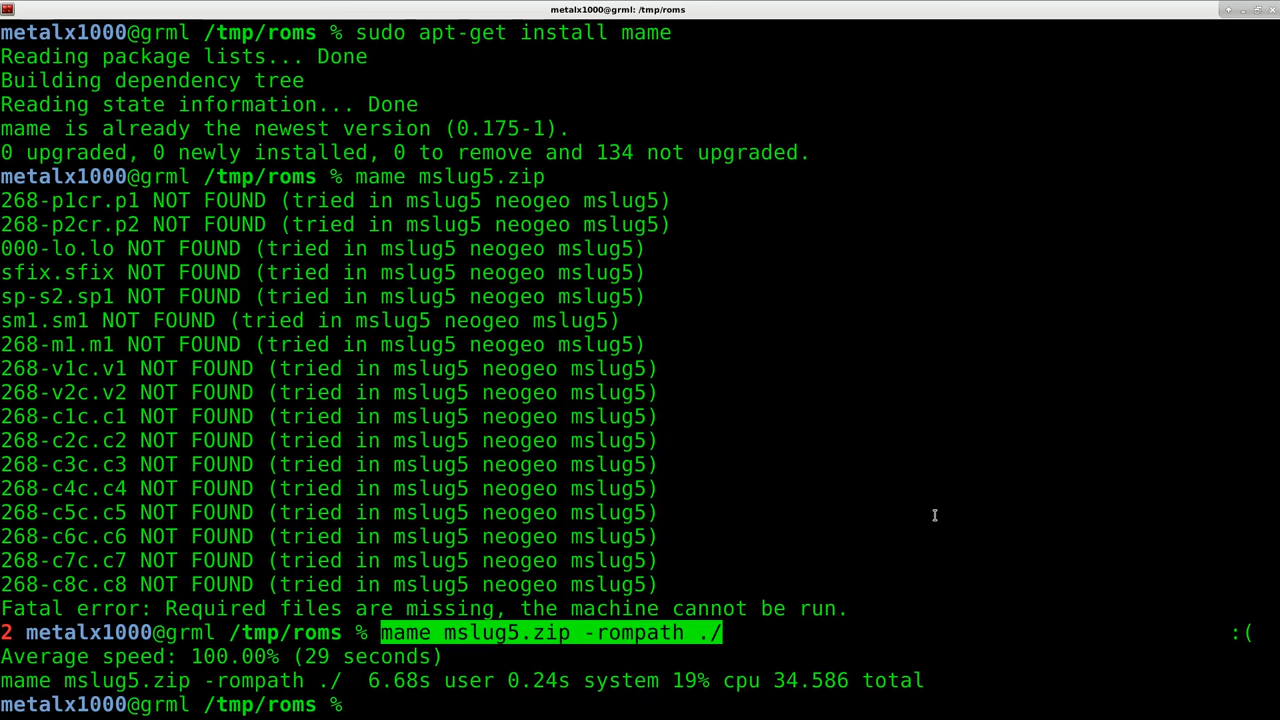 metalx1000@grml: /tmp/roms
metalx1000@grml /tmp/roms % sudo apt-get install mame
Reading package lists... Done
Building dependency tree
Reading state information... Done
mame is already the newest version (0.175-1).
0 upgraded, 0 newly installed, 0 to remove and 134 not upgraded.
metalx1000@grml /tmp/roms % mame mslug5.zip
268-p1cr.p1 NOT FOUND (tried in mslug5 neogeo mslug5)
268-p2cr.p2 NOT FOUND (tried in mslug5 neogeo mslug5)
000-lo.lo NOT FOUND (tried in mslug5 neogeo mslug5)
sfix.sfix NOT FOUND (tried in mslug5 neogeo mslug5)
sp-s2.sp1 NOT FOUND (tried in mslug5 neogeo mslug5)
sm1.sm1 NOT FOUND (tried in mslug5 neogeo mslug5)
268-m1.m1 NOT FOUND (tried in mslug5 neogeo mslug5)
268-v1c.v1 NOT FOUND (tried in mslug5 neogeo mslug5)
268-v2c.v2 NOT FOUND (tried in mslug5 neogeo mslug5)
268-c1c.c1 NOT FOUND (tried in mslug5 neogeo mslug5)
268-c2c.c2 NOT FOUND (tried in mslug5 neogeo mslug5)
268-c3c.c3 NOT FOUND (tried in mslug5 neogeo mslug5)
268-c4c.c4 NOT FOUND (tried in mslug5 neogeo mslug5)
268-c5c.c5 NOT FOUND (tried in mslug5 neogeo mslug5)
268-c6c.c6 NOT FOUND (tried in mslug5 neogeo mslug5)
268-c7c.c7 NOT FOUND (tried in mslug5 neogeo mslug5)
268-c8c.c8 NOT FOUND (tried in mslug5 neogeo mslug5)
Fatal error: Required files are missing, the machine cannot be run.
2 metalx1000@grml /tmp/roms % mame mslug5.zip -rompath ./ :(
Average speed: 100.00% (29 seconds)
mame mslug5.zip -rompath ./  6.68s user 0.24s system 19% cpu 34.586 total
metalx1000@grml /tmp/roms %